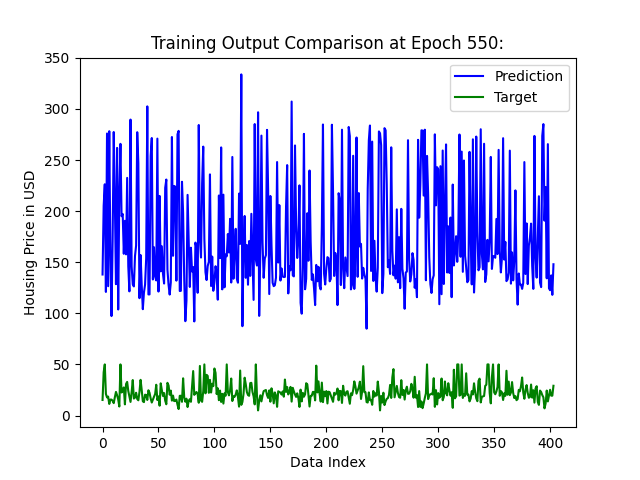 Training Output Comparison at Epoch 550:
350
300
250
200
150
100
50
0
Housing Price in USD
Prediction
Target
0 50 100 150 200 250 300 350 400
Data Index